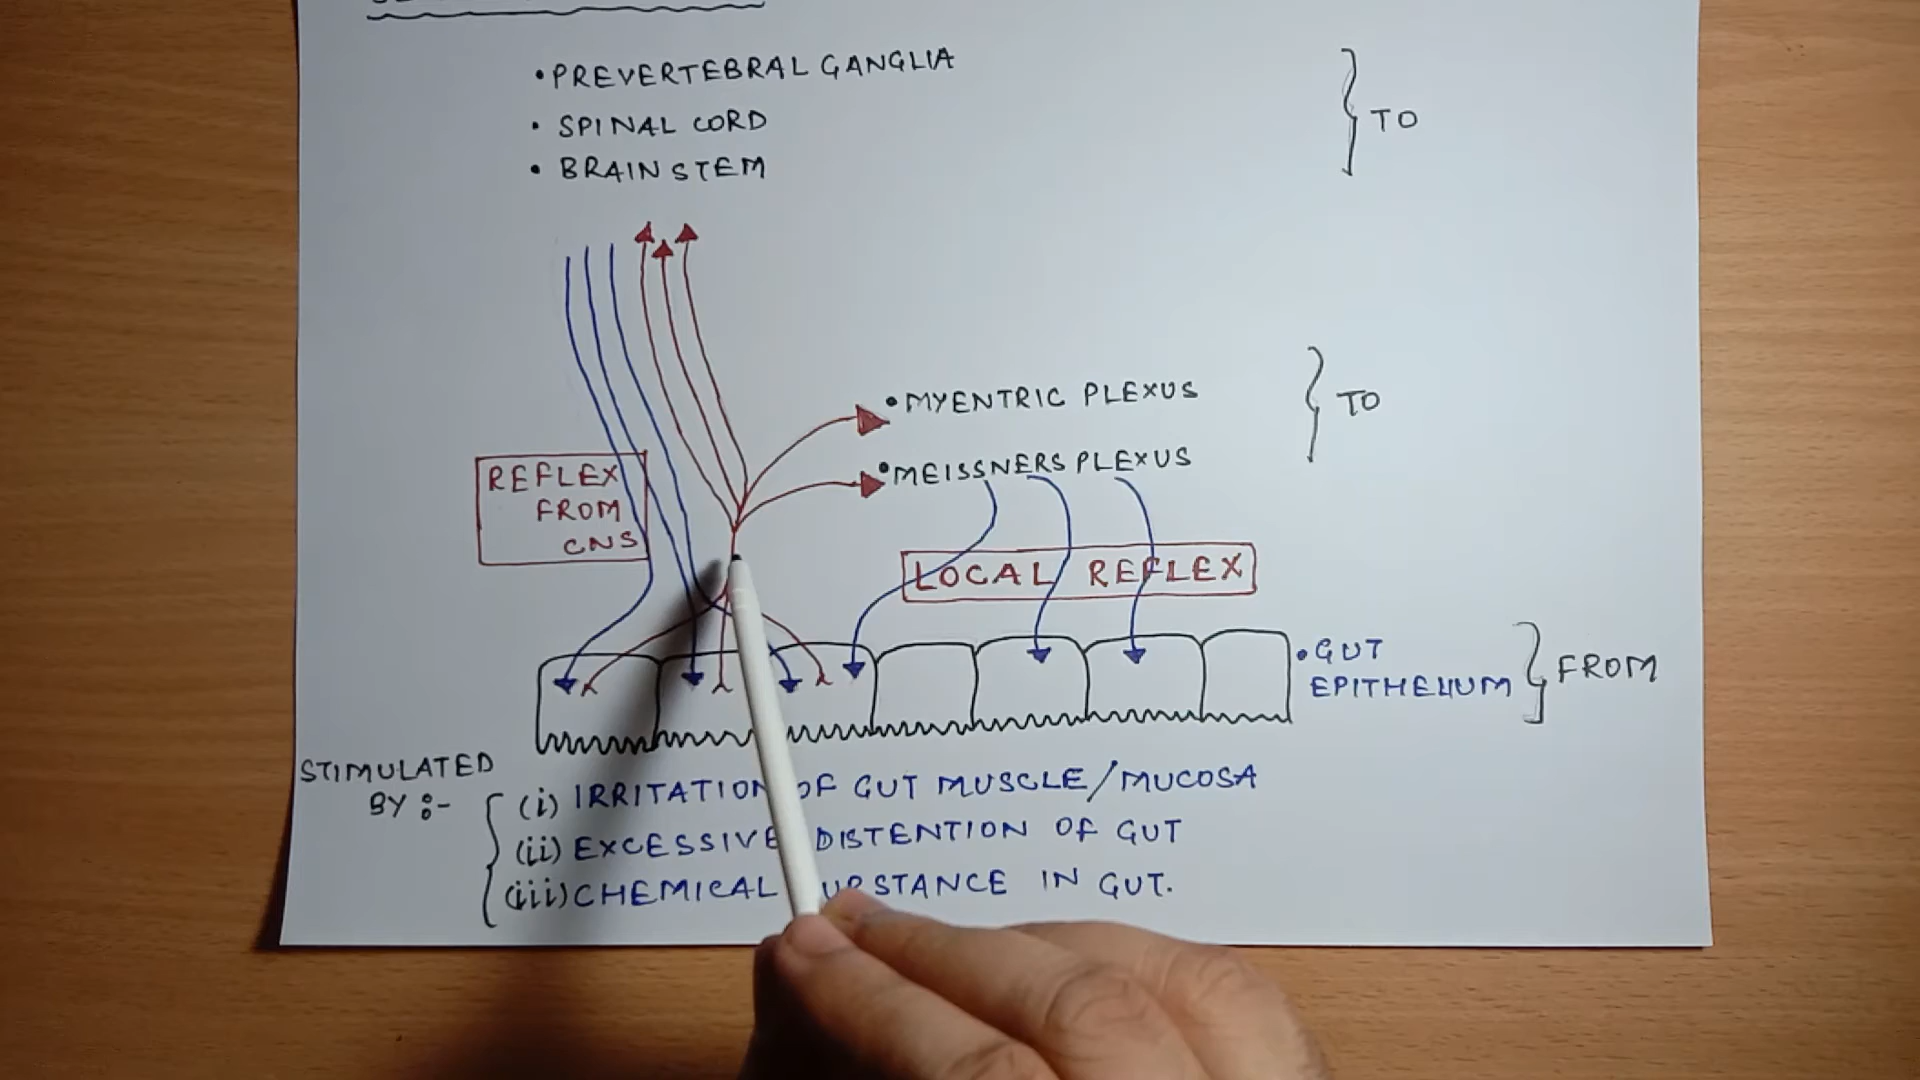 • PREVERTEBRAL GANGLIA
• SPINAL CORD
• BRAIN STEM
} TO
• MYENTRIC PLEXUS
• MEISSNERS PLEXUS
} TO
REFLEX
FROM
CNS
LOCAL REFLEX
• GUT
EPITHELIUM
} FROM
STIMULATED
BY :-
(i) IRRITATION OF GUT MUSCLE/MUCOSA
(ii) EXCESSIVE DISTENTION OF GUT
(iii) CHEMICAL SUBSTANCE IN GUT.